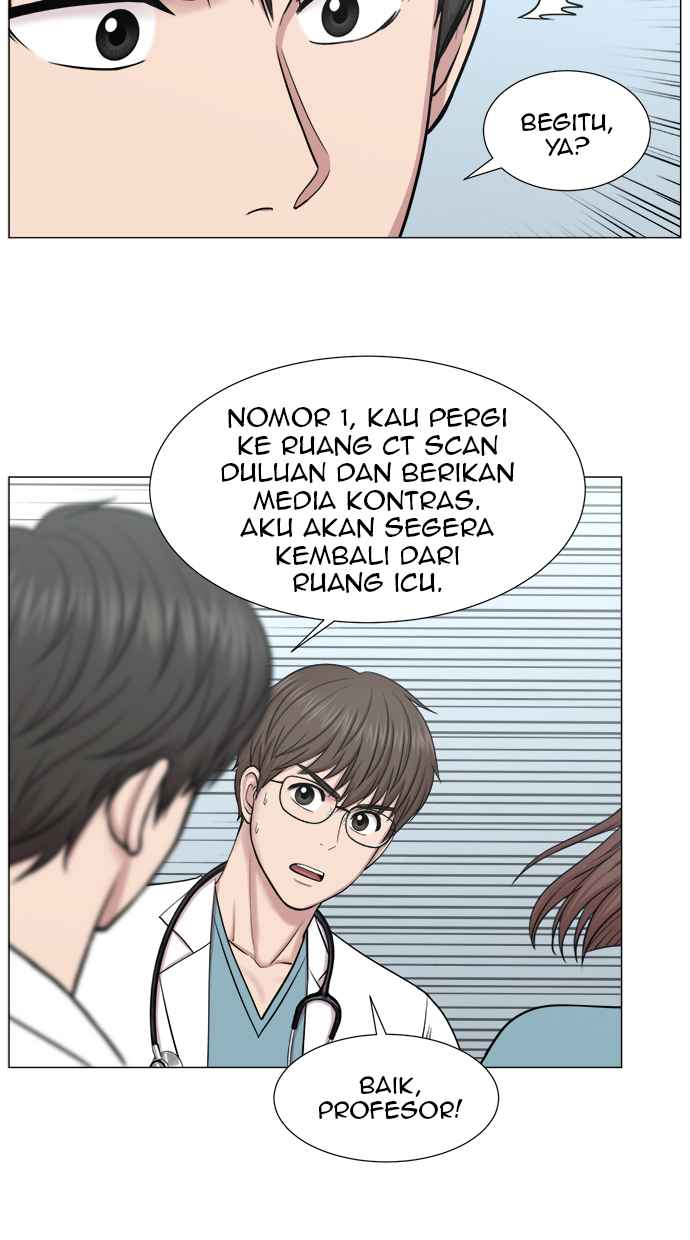 BEGITU,
YA?
NOMOR 1, KAU PERGI
KE RUANG CT SCAN
DULUAN DAN BERIKAN
MEDIA KONTRAS.
AKU AKAN SEGERA
KEMBALI DARI
RUANG ICU.
BAIK,
PROFESOR!